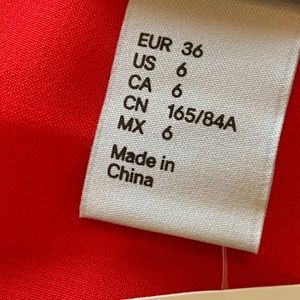 EUR 36
US 6
CA 6
CN 165/84A
MX 6
Made in
China